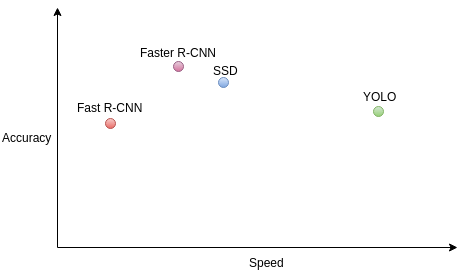 Faster R-CNN
SSD
YOLO
Fast R-CNN
Accuracy
Speed